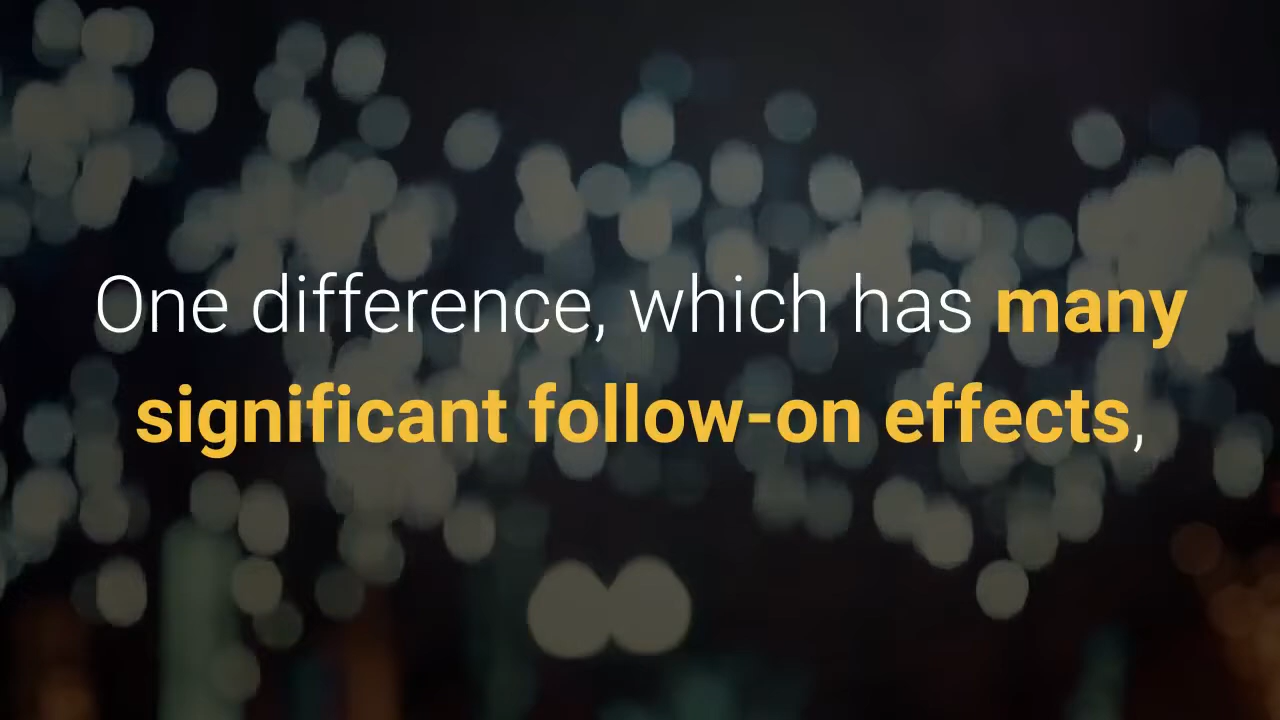 One difference, which has many
significant follow-on effects,